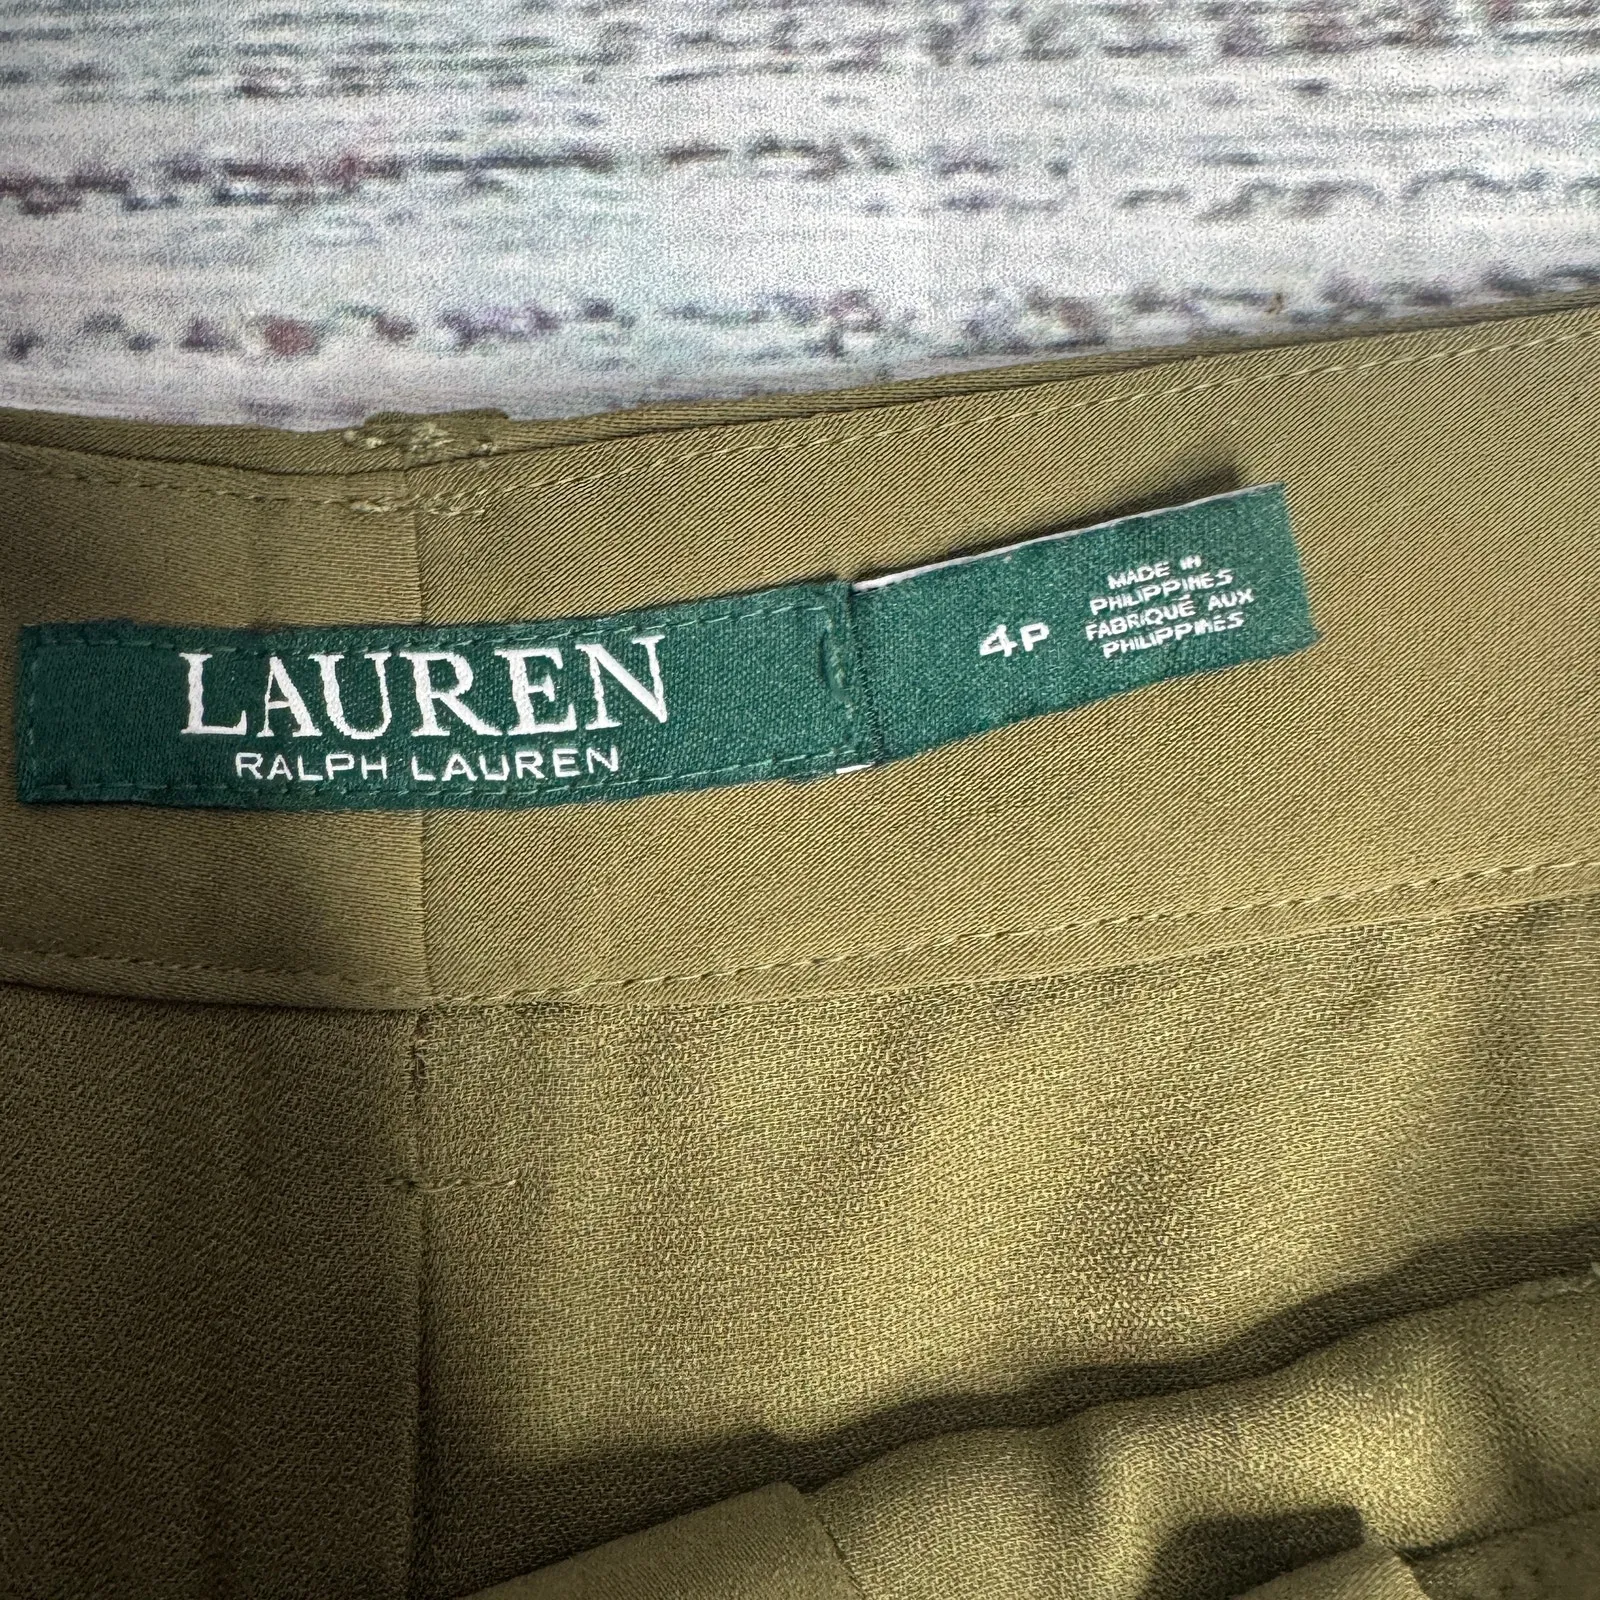 LAUREN
RALPH LAUREN
4P
MADE IN
PHILIPPINES
FABRIQUÉ AUX
PHILIPPINES